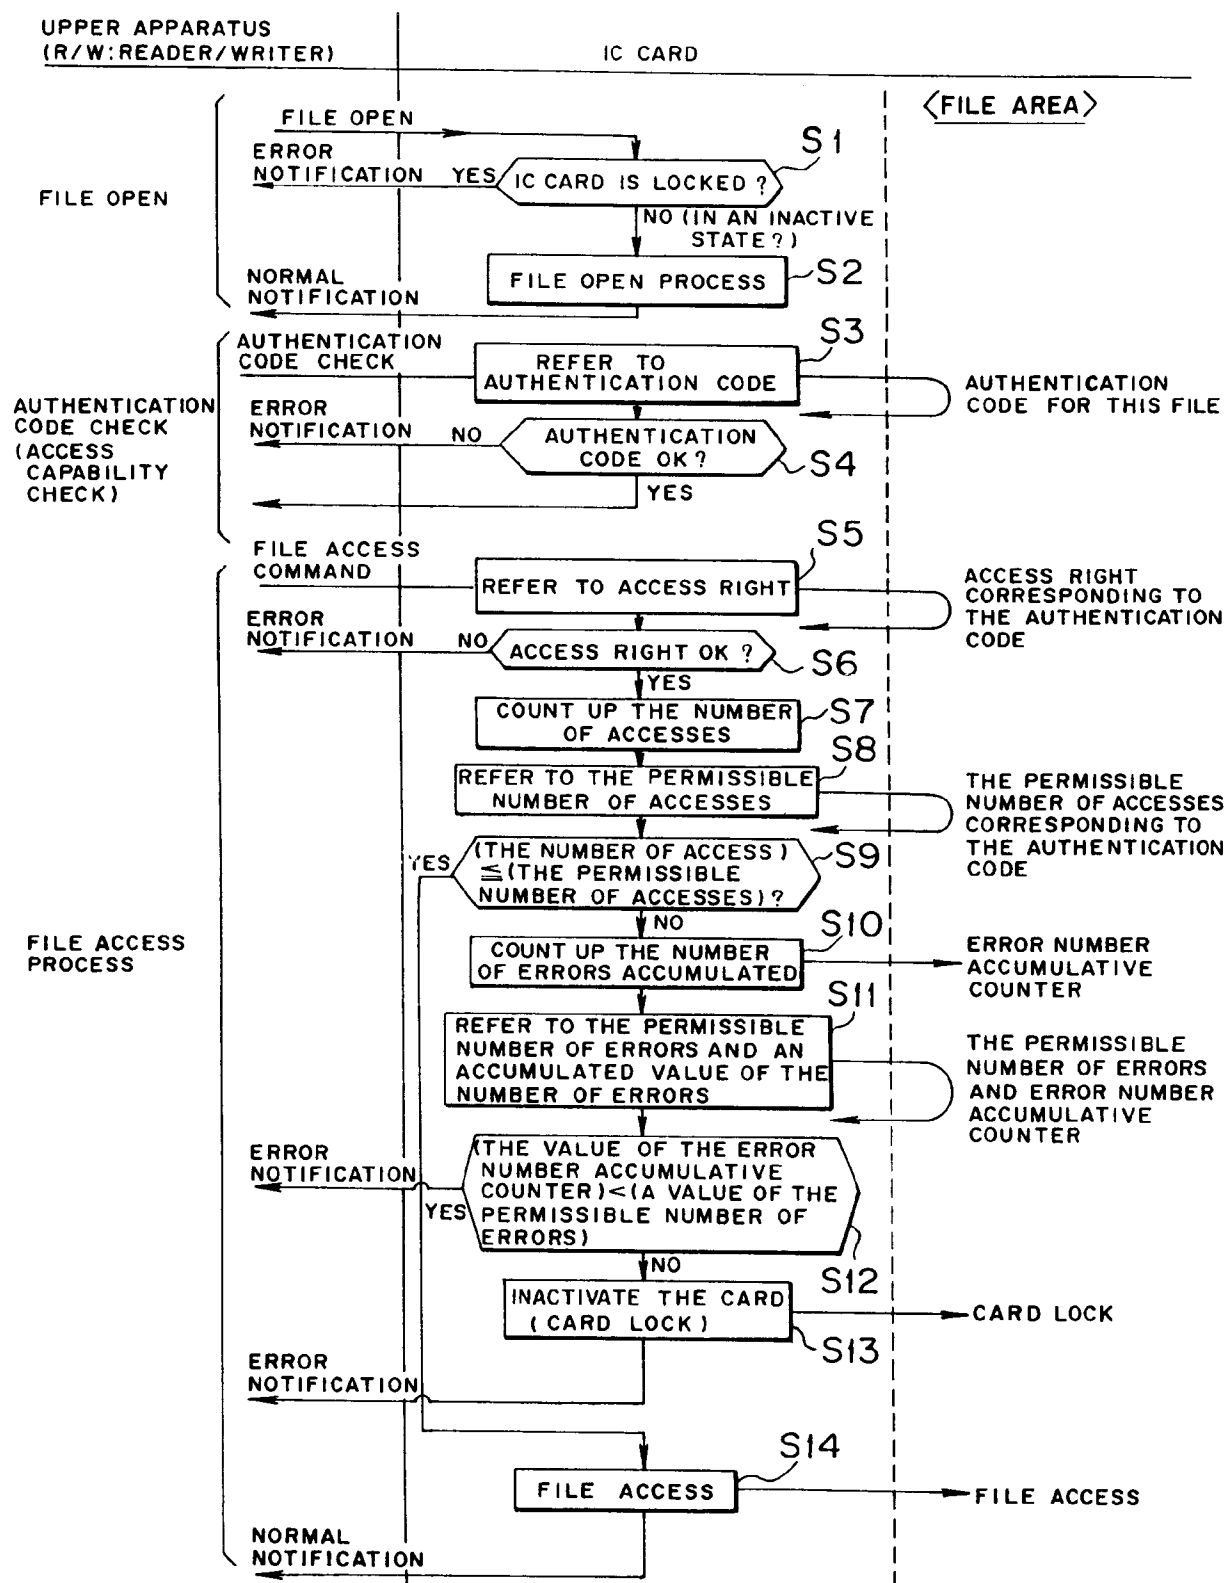 UPPER APPARATUS
(R/W:READER/WRITER)
IC CARD
<FILE AREA>
FILE OPEN
FILE OPEN
S1
IC CARD IS LOCKED ?
YES
ERROR
NOTIFICATION
NO (IN AN INACTIVE
STATE?)
S2
FILE OPEN PROCESS
NORMAL
NOTIFICATION
AUTHENTICATION
CODE CHECK
(ACCESS
CAPABILITY
CHECK)
AUTHENTICATION
CODE CHECK
S3
REFER TO
AUTHENTICATION CODE
AUTHENTICATION
CODE FOR THIS FILE
ERROR
NOTIFICATION
NO
AUTHENTICATION
CODE OK ?
S4
YES
FILE ACCESS
PROCESS
FILE ACCESS
COMMAND
S5
REFER TO ACCESS RIGHT
ACCESS RIGHT
CORRESPONDING TO
THE AUTHENTICATION
CODE
ERROR
NOTIFICATION
NO
ACCESS RIGHT OK ?
S6
YES
COUNT UP THE NUMBER
OF ACCESSES
S7
S8
REFER TO THE PERMISSIBLE
NUMBER OF ACCESSES
THE PERMISSIBLE
NUMBER OF ACCESSES
CORRESPONDING TO
THE AUTHENTICATION
CODE
YES
(THE NUMBER OF ACCESS)
≦(THE PERMISSIBLE
NUMBER OF ACCESSES)?
S9
NO
S10
COUNT UP THE NUMBER
OF ERRORS ACCUMULATED
ERROR NUMBER
ACCUMULATIVE
COUNTER
S11
REFER TO THE PERMISSIBLE
NUMBER OF ERRORS AND AN
ACCUMULATED VALUE OF THE
NUMBER OF ERRORS
THE PERMISSIBLE
NUMBER OF ERRORS
AND ERROR NUMBER
ACCUMULATIVE
COUNTER
ERROR
NOTIFICATION
YES
(THE VALUE OF THE ERROR
NUMBER ACCUMULATIVE
COUNTER)<(A VALUE OF THE
PERMISSIBLE NUMBER OF
ERRORS)
S12
NO
INACTIVATE THE CARD
(CARD LOCK)
S13
CARD LOCK
ERROR
NOTIFICATION
S14
FILE ACCESS
FILE ACCESS
NORMAL
NOTIFICATION